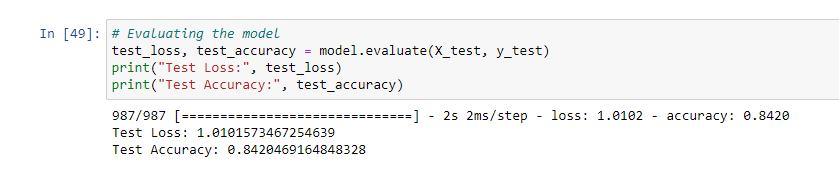 In [49]: # Evaluating the model
test_loss, test_accuracy = model.evaluate(X_test, y_test)
print("Test Loss:", test_loss)
print("Test Accuracy:", test_accuracy)
987/987 [==============================] - 2s 2ms/step - loss: 1.0102 - accuracy: 0.8420
Test Loss: 1.0101573467254639
Test Accuracy: 0.8420469164848328